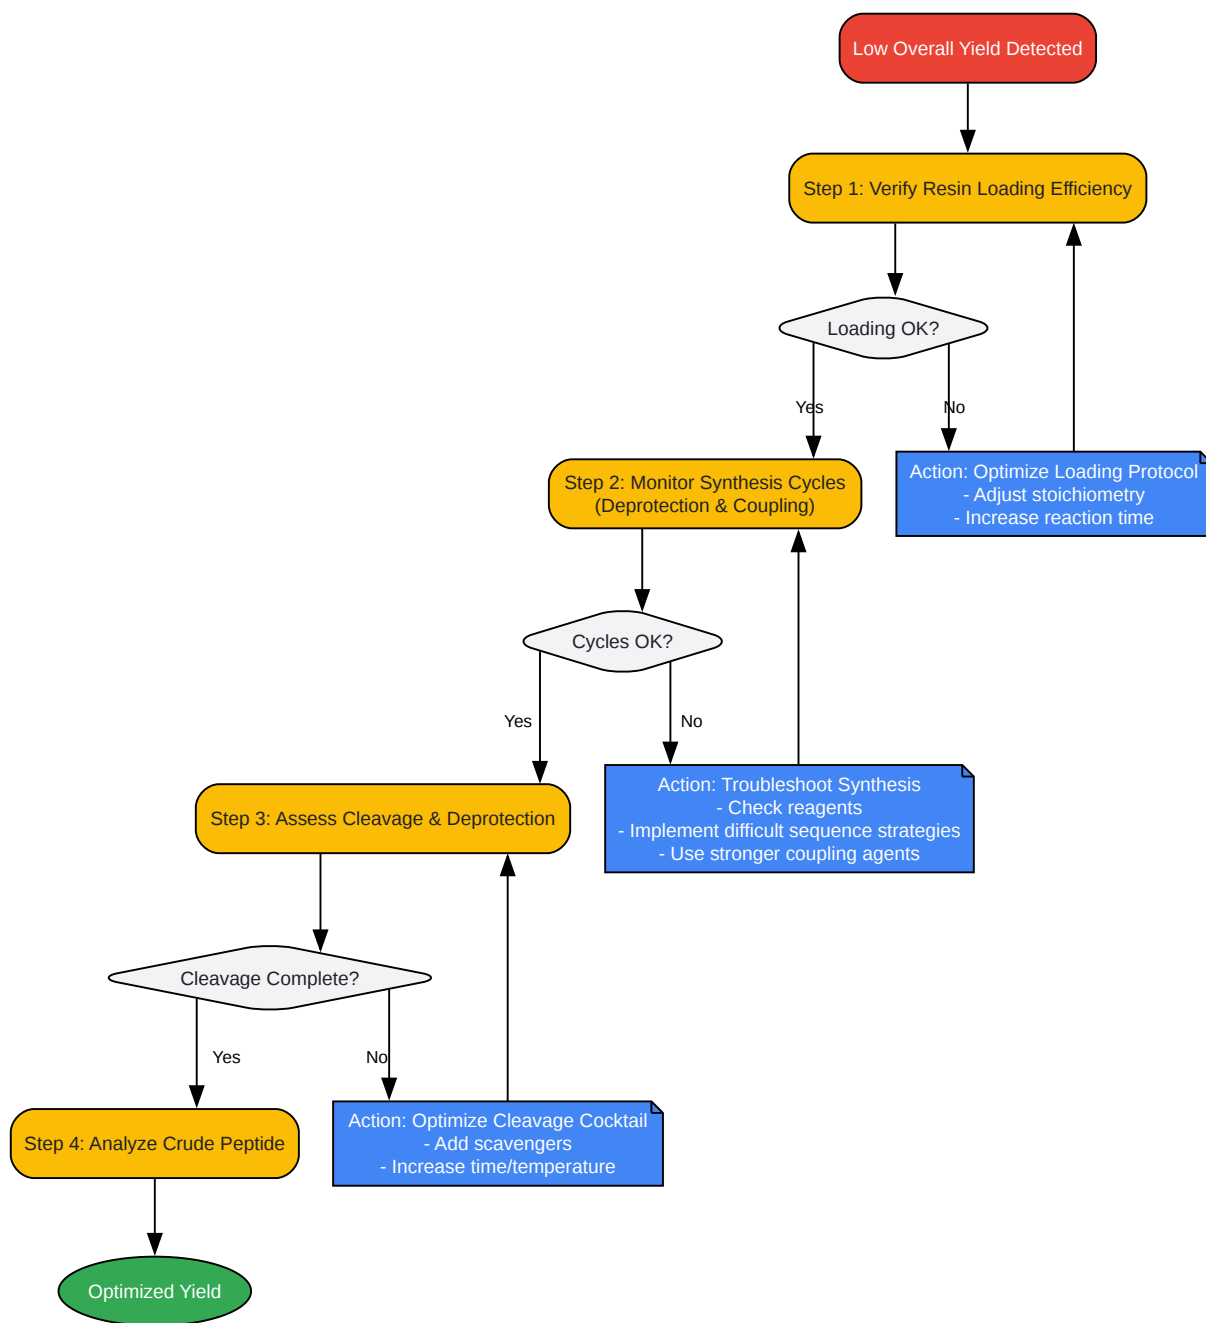 Low Overall Yield Detected
Step 1: Verify Resin Loading Efficiency
Loading OK?
Yes
No
Action: Optimize Loading Protocol
- Adjust stoichiometry
- Increase reaction time
Step 2: Monitor Synthesis Cycles
(Deprotection & Coupling)
Cycles OK?
Yes
No
Action: Troubleshoot Synthesis
- Check reagents
- Implement difficult sequence strategies
- Use stronger coupling agents
Step 3: Assess Cleavage & Deprotection
Cleavage Complete?
Yes
No
Action: Optimize Cleavage Cocktail
- Add scavengers
- Increase time/temperature
Step 4: Analyze Crude Peptide
Optimized Yield